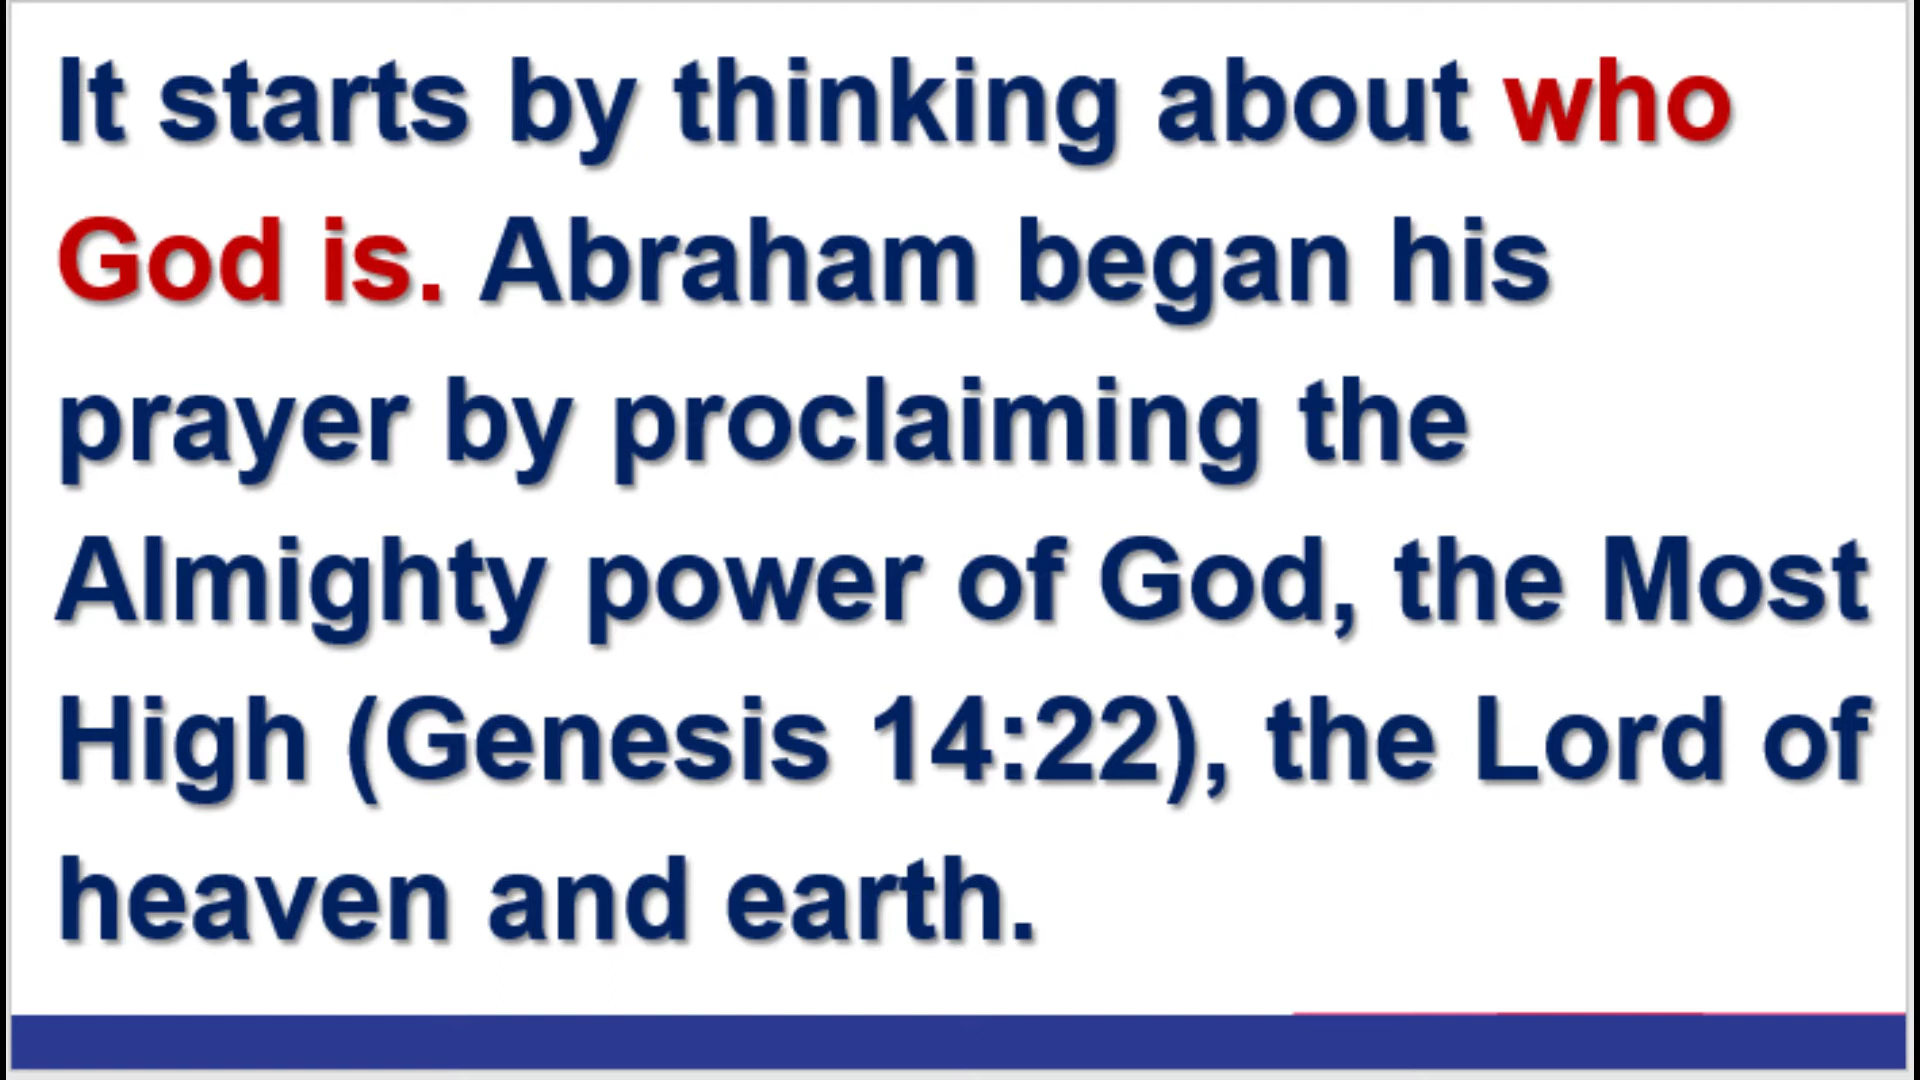 It starts by thinking about who
God is. Abraham began his
prayer by proclaiming the
Almighty power of God, the Most
High (Genesis 14:22), the Lord of
heaven and earth.